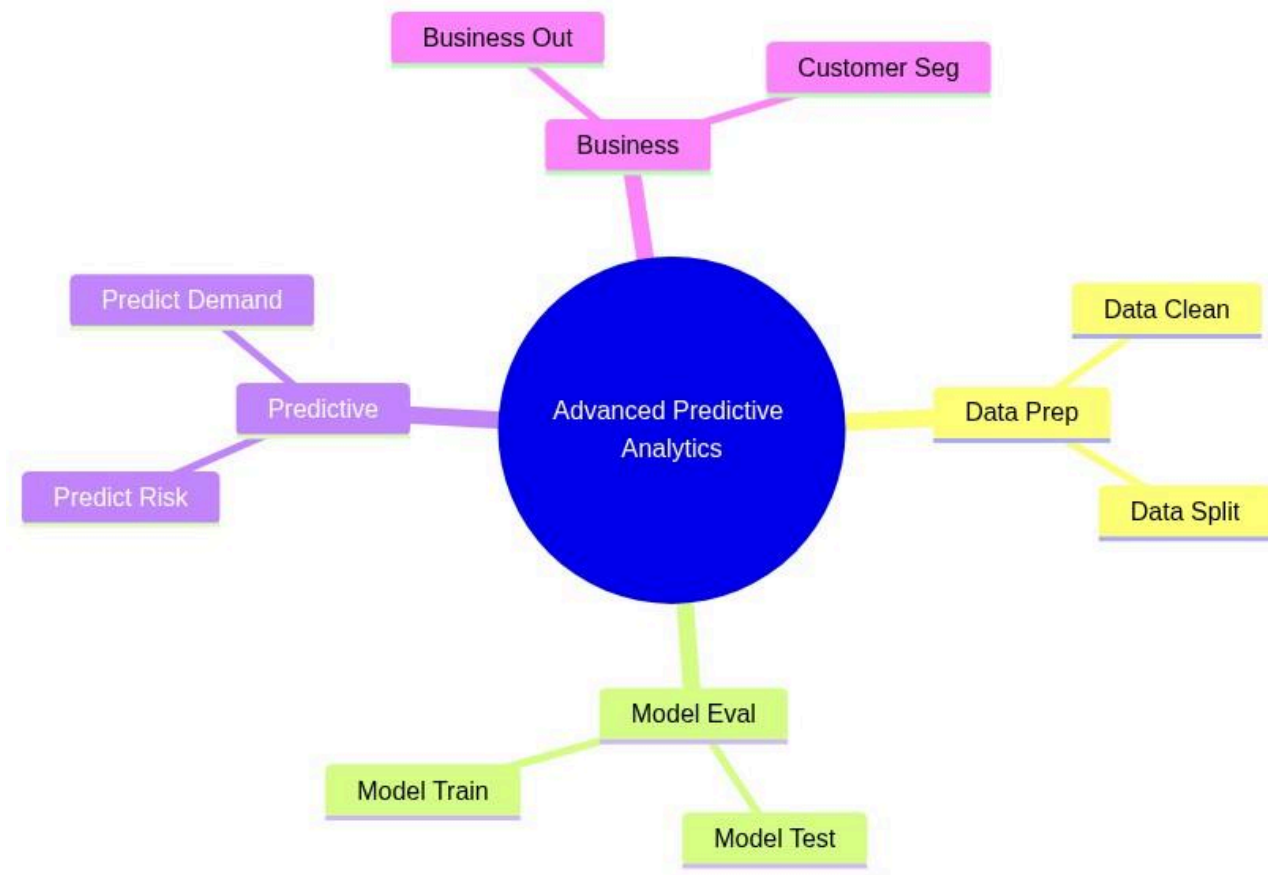 Business Out
Customer Seg
Business
Predict Demand
Data Clean
Predictive
Advanced Predictive
Analytics
Data Prep
Predict Risk
Data Split
Model Eval
Model Train
Model Test